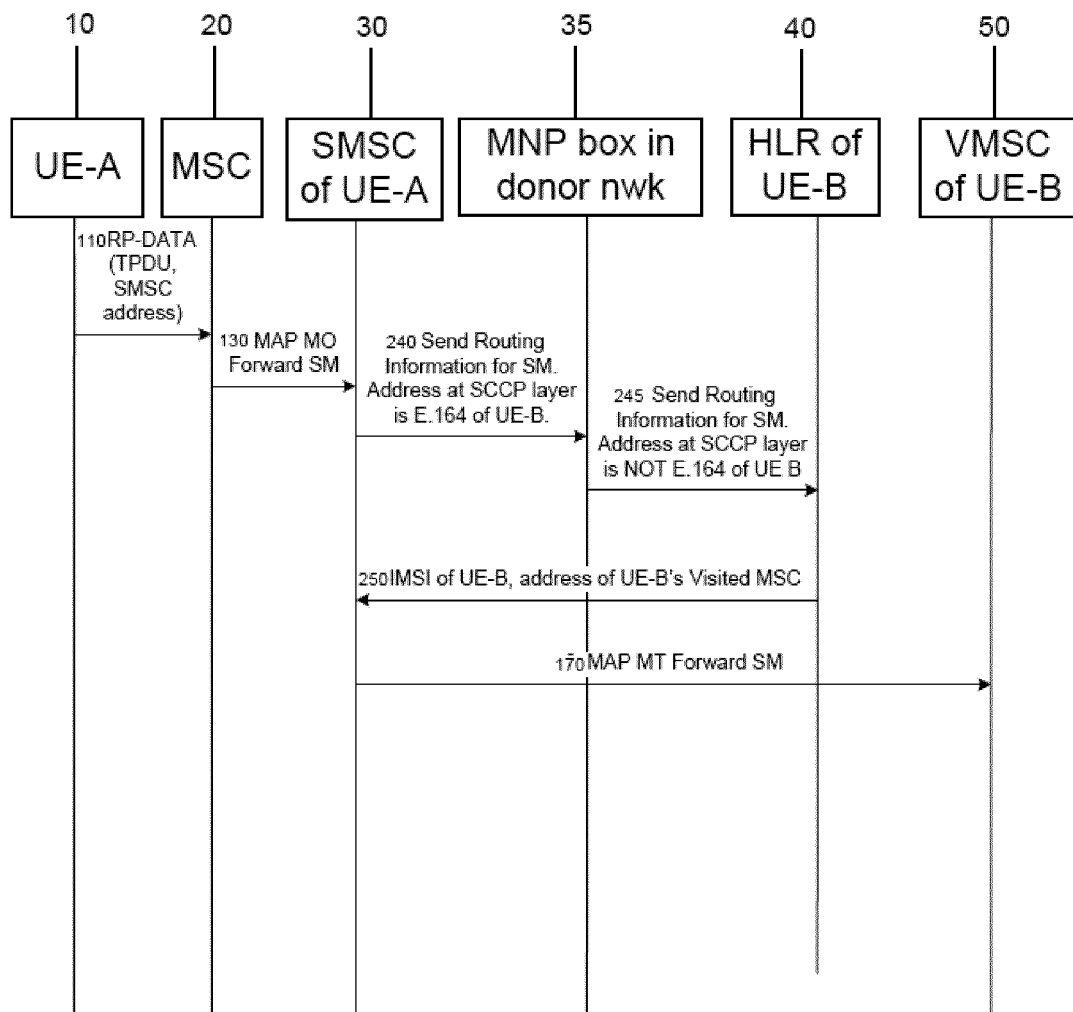 10 20 30 35 40 50
UE-A
MSC
SMSC
of UE-A
MNP box in
donor nwk
HLR of
UE-B
VMSC
of UE-B
110RP-DATA
(TPDU,
SMSC
address)
130 MAP MO
Forward SM
240 Send Routing
Information for SM.
Address at SCCP layer
is E.164 of UE-B.
245 Send Routing
Information for SM.
Address at SCCP layer
is NOT E.164 of UE B
250IMSI of UE-B, address of UE-B's Visited MSC
170MAP MT Forward SM